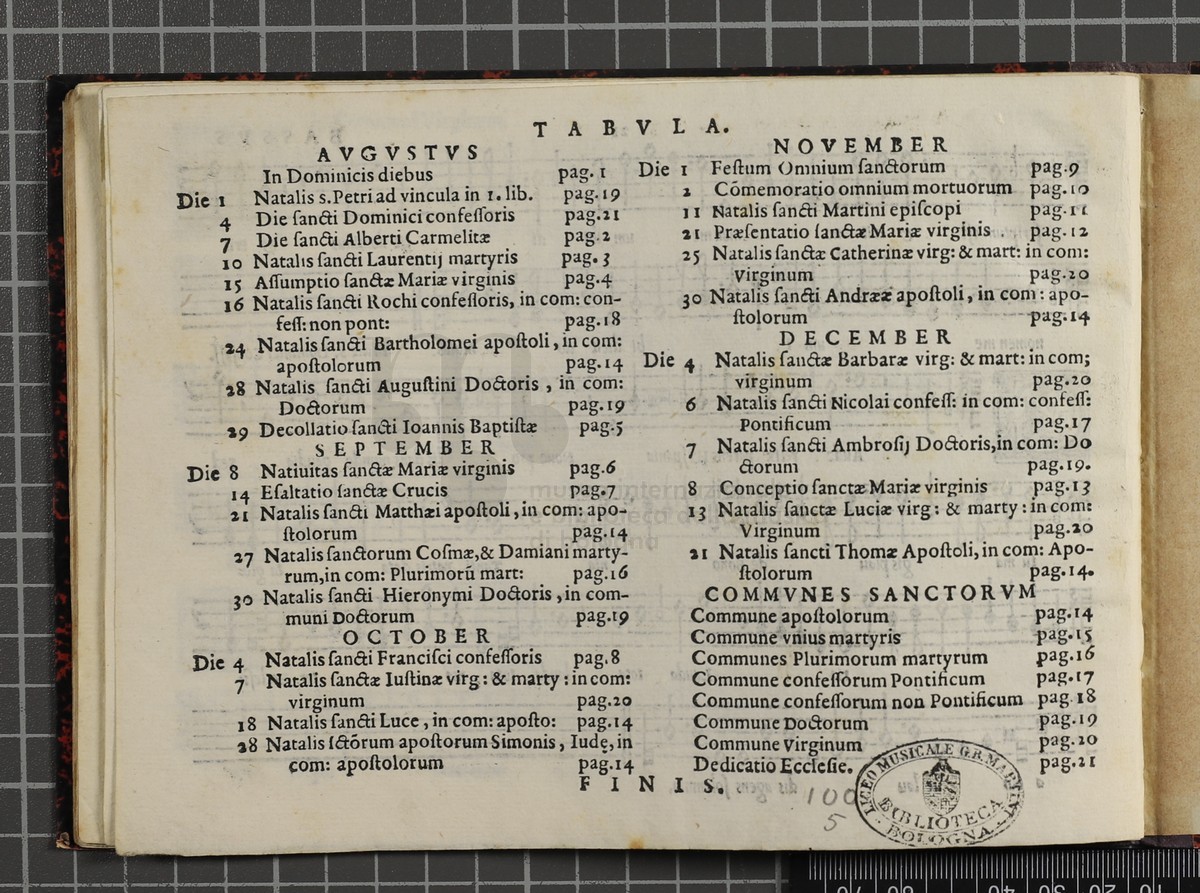 TABVLA.
AVGVSTVS
In Dominicis diebus pag. 1
Die 1 Natalis s. Petri ad vincula in 1. lib. pag. 19
4 Die ſancti Dominici confeſſoris pag. 21
7 Die ſancti Alberti Carmelitæ pag. 2
10 Natalis ſancti Laurentij martyris pag. 3
15 Aſſumptio ſanctæ Mariæ virginis pag. 4
16 Natalis ſancti Rochi confeſſoris, in com: con-
feſſ: non pont: pag. 18
24 Natalis ſancti Bartholomei apoſtoli, in com:
apoſtolorum pag. 14
28 Natalis ſancti Auguſtini Doctoris, in com:
Doctorum pag. 19
29 Decollatio ſancti Ioannis Baptiſtæ pag. 5
SEPTEMBER
Die 8 Natiuitas ſanctæ Mariæ virginis pag. 6
14 Eſaltatio ſanctæ Crucis pag. 7
21 Natalis ſancti Matthæi apoſtoli, in com: apo-
ſtolorum pag. 14
27 Natalis ſanctorum Coſmæ, & Damiani marty-
rum, in com: Plurimorū mart: pag. 16
30 Natalis ſancti Hieronymi Doctoris, in com-
muni Doctorum pag. 19
OCTOBER
Die 4 Natalis ſancti Franciſci confeſſoris pag. 8
7 Natalis ſanctæ Iuſtinæ virg: & marty: in com:
virginum pag. 20
18 Natalis ſancti Luce, in com: apoſto: pag. 14
28 Natalis ſctōrum apoſtorum Simonis, Iudę, in
com: apoſtolorum pag. 14
NOVEMBER
Die 1 Feſtum Omnium ſanctorum pag. 9
2 Cōmemoratio omnium mortuorum pag. 10
11 Natalis ſancti Martini epiſcopi pag. 11
21 Præſentatio ſanctæ Mariæ virginis. pag. 12
25 Natalis ſanctæ Catherinæ virg: & mart: in com:
Virginum pag. 20
30 Natalis ſancti Andrææ apoſtoli, in com: apo-
ſtolorum pag. 14
DECEMBER
Die 4 Natalis ſanctæ Barbaræ virg: & mart: in com;
virginum pag. 20
6 Natalis ſancti Nicolai confeſſ: in com: confeſſ:
Pontificum pag. 17
7 Natalis ſancti Ambroſij Doctoris, in com: Do
ctorum pag. 19.
8 Conceptio ſanctæ Mariæ virginis pag. 13
13 Natalis ſanctæ Luciæ virg: & marty: in com:
Virginum pag. 20
21 Natalis ſancti Thomæ Apoſtoli, in com: Apo-
ſtolorum pag. 14.
COMMVNES SANCTORVM
Commune apoſtolorum pag. 14
Commune vnius martyris pag. 15
Communes Plurimorum martyrum pag. 16
Commune confeſſorum Pontificum pag. 17
Commune confeſſorum non Pontificum pag 18
Commune Doctorum pag. 19
Commune Virginum pag. 20
Dedicatio Eccleſie. pag. 21
FINIS.
100
5
LICEO MUSICALE G.B. MARTINI
BIBLIOTECA
BOLOGNA